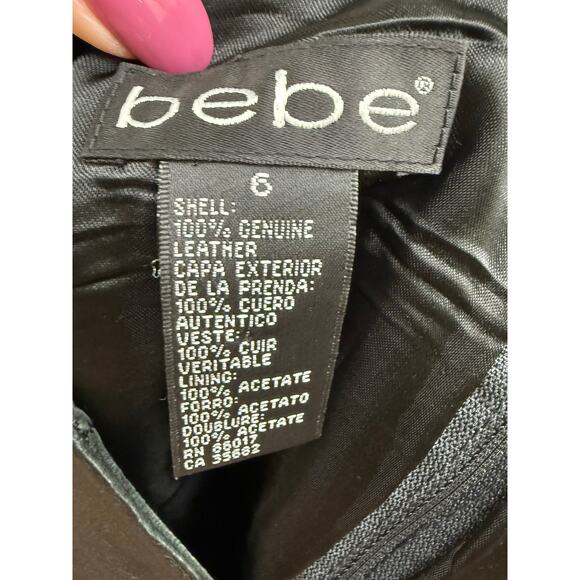 bebe®
6
SHELL:
100% GENUINE
LEATHER
CAPA EXTERIOR
DE LA PRENDA:
100% CUERO
AUTENTICO
VESTE:
100% CUIR
VERITABLE
LINING:
100% ACETATE
FORRO:
100% ACETATO
DOUBLURE:
100% ACETATE
RN 85017
CA 35682